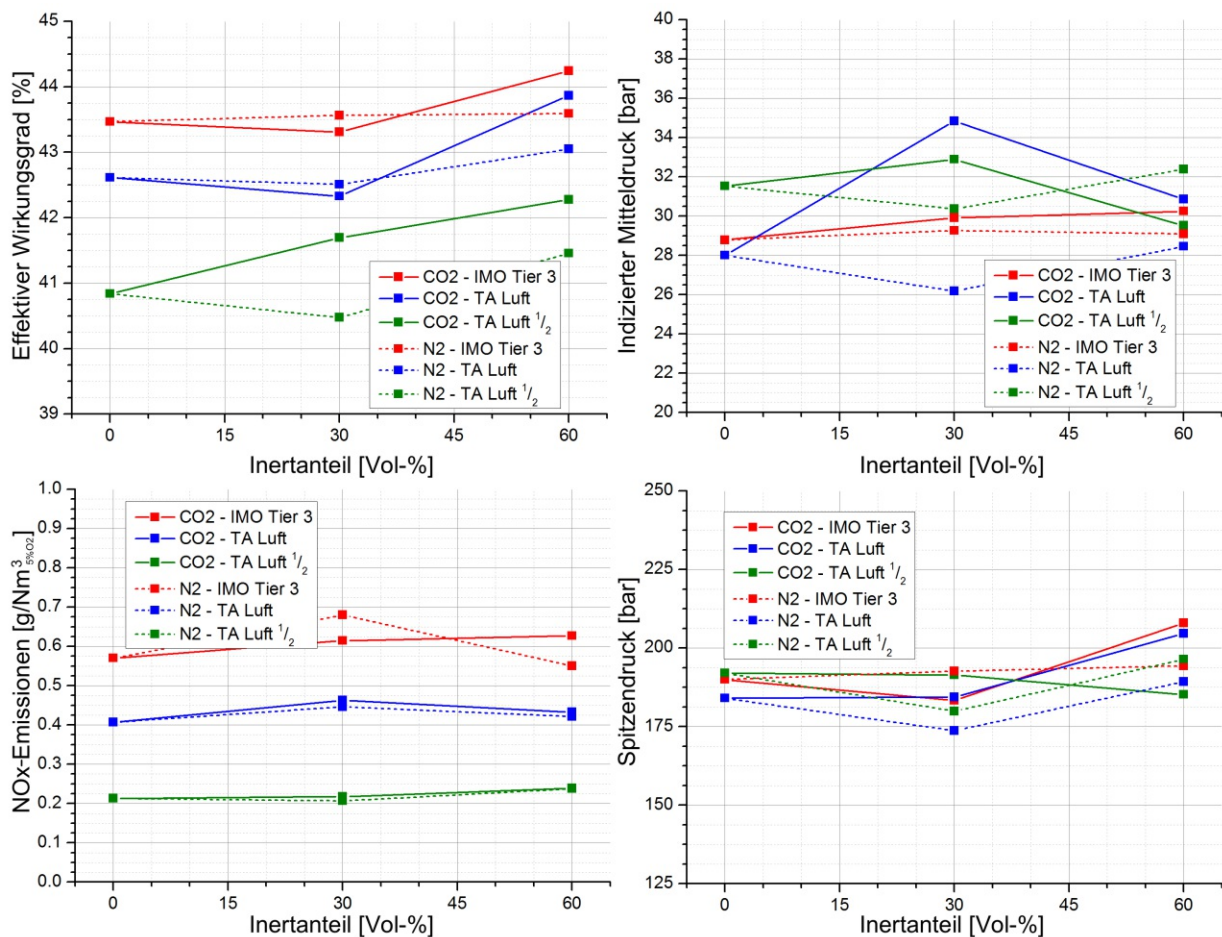 Effektiver Wirkungsgrad [%]
45
44
43
42
41
40
39
0 15 30 45 60
Inertanteil [Vol-%]
CO2 - IMO Tier 3
CO2 - TA Luft
CO2 - TA Luft 1/2
N2 - IMO Tier 3
N2 - TA Luft
N2 - TA Luft 1/2
Indizierter Mitteldruck [bar]
40
38
36
34
32
30
28
26
24
22
20
0 15 30 45 60
Inertanteil [Vol-%]
CO2 - IMO Tier 3
CO2 - TA Luft
CO2 - TA Luft 1/2
N2 - IMO Tier 3
N2 - TA Luft
N2 - TA Luft 1/2
NOx-Emissionen [g/Nm³5%O2]
1.0
0.9
0.8
0.7
0.6
0.5
0.4
0.3
0.2
0.1
0.0
0 15 30 45 60
Inertanteil [Vol-%]
CO2 - IMO Tier 3
CO2 - TA Luft
CO2 - TA Luft 1/2
N2 - IMO Tier 3
N2 - TA Luft
N2 - TA Luft 1/2
Spitzendruck [bar]
250
225
200
175
150
125
0 15 30 45 60
Inertanteil [Vol-%]
CO2 - IMO Tier 3
CO2 - TA Luft
CO2 - TA Luft 1/2
N2 - IMO Tier 3
N2 - TA Luft
N2 - TA Luft 1/2